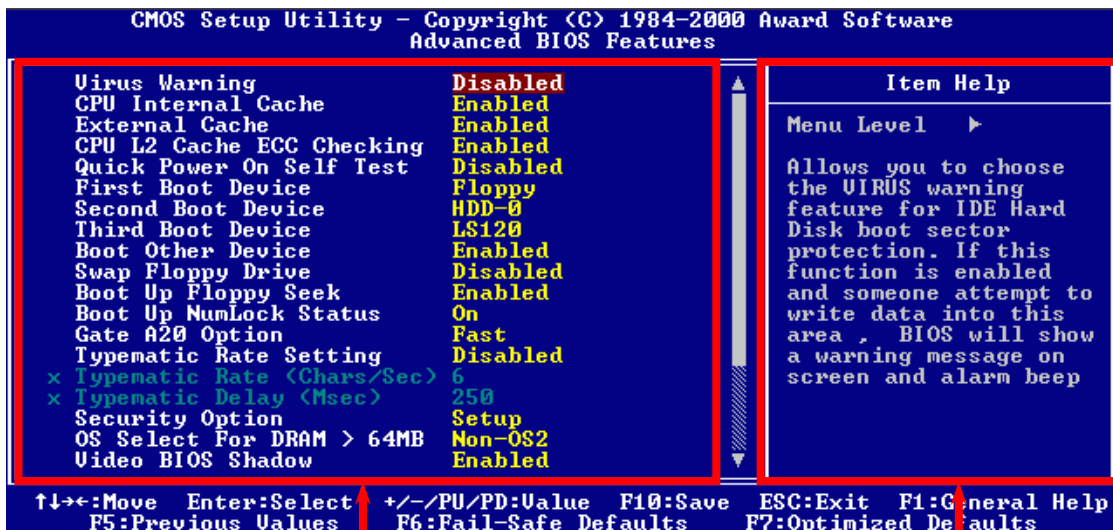 CMOS Setup Utility - Copyright (C) 1984-2000 Award Software
Advanced BIOS Features
Virus Warning Disabled
CPU Internal Cache Enabled
External Cache Enabled
CPU L2 Cache ECC Checking Enabled
Quick Power On Self Test Disabled
First Boot Device Floppy
Second Boot Device HDD-0
Third Boot Device LS120
Boot Other Device Enabled
Swap Floppy Drive Disabled
Boot Up Floppy Seek Enabled
Boot Up NumLock Status On
Gate A20 Option Fast
Typematic Rate Setting Disabled
x Typematic Rate (Chars/Sec) 6
x Typematic Delay (Msec) 250
Security Option Setup
OS Select For DRAM > 64MB Non-OS2
Video BIOS Shadow Enabled
Item Help
Menu Level ►
Allows you to choose
the VIRUS warning
feature for IDE Hard
Disk boot sector
protection. If this
function is enabled
and someone attempt to
write data into this
area , BIOS will show
a warning message on
screen and alarm beep
↑↓→←:Move Enter:Select +/-/PU/PD:Value F10:Save ESC:Exit F1:General Help
F5:Previous Values F6:Fail-Safe Defaults F7:Optimized Defaults